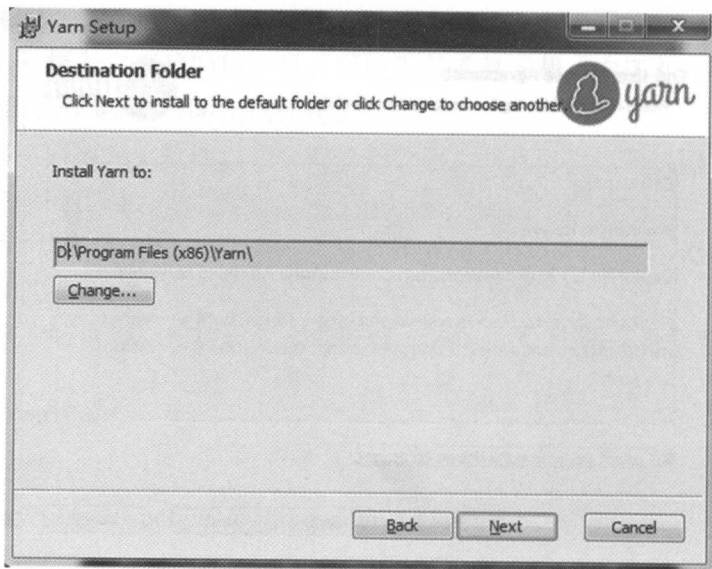 Yarn Setup
Destination Folder
Click Next to install to the default folder or click Change to choose another.
yarn
Install Yarn to:
D:\Program Files (x86)\Yarn\
Change...
Back Next Cancel